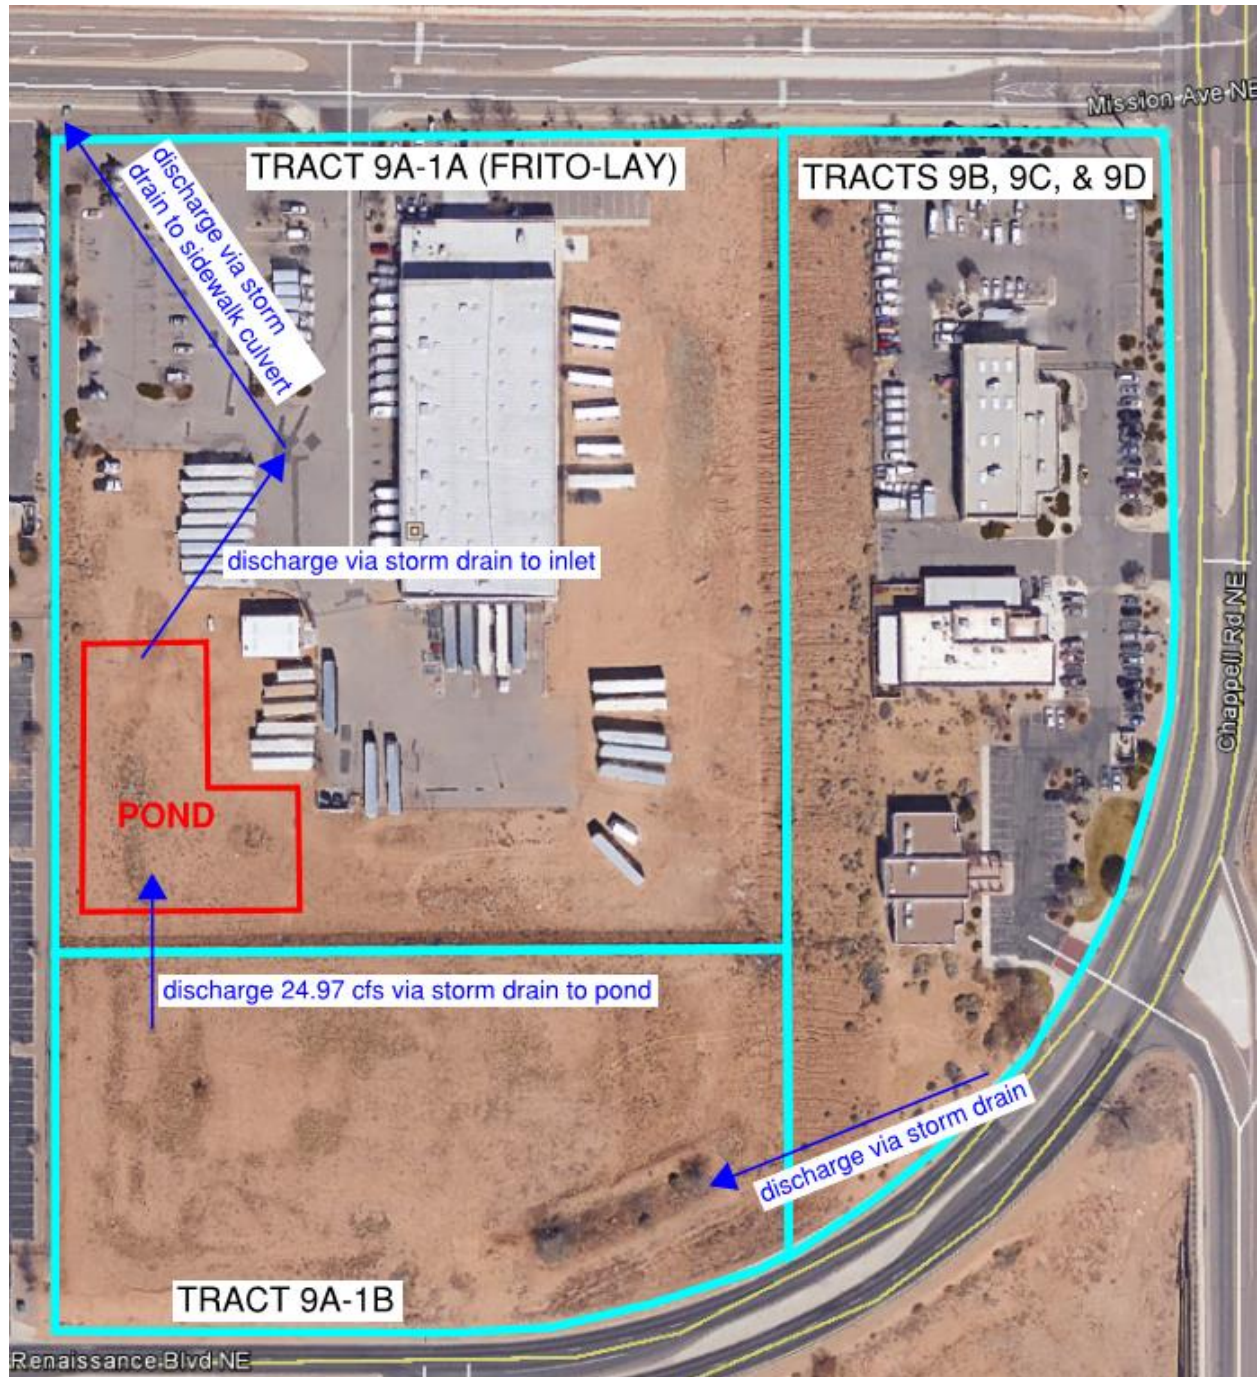 Mission Ave NE
TRACT 9A-1A (FRITO-LAY)
TRACTS 9B, 9C, & 9D
discharge via storm
drain to sidewalk culvert
discharge via storm drain to inlet
Chappell Rd NE
POND
discharge 24.97 cfs via storm drain to pond
discharge via storm drain
TRACT 9A-1B
Renaissance Blvd NE